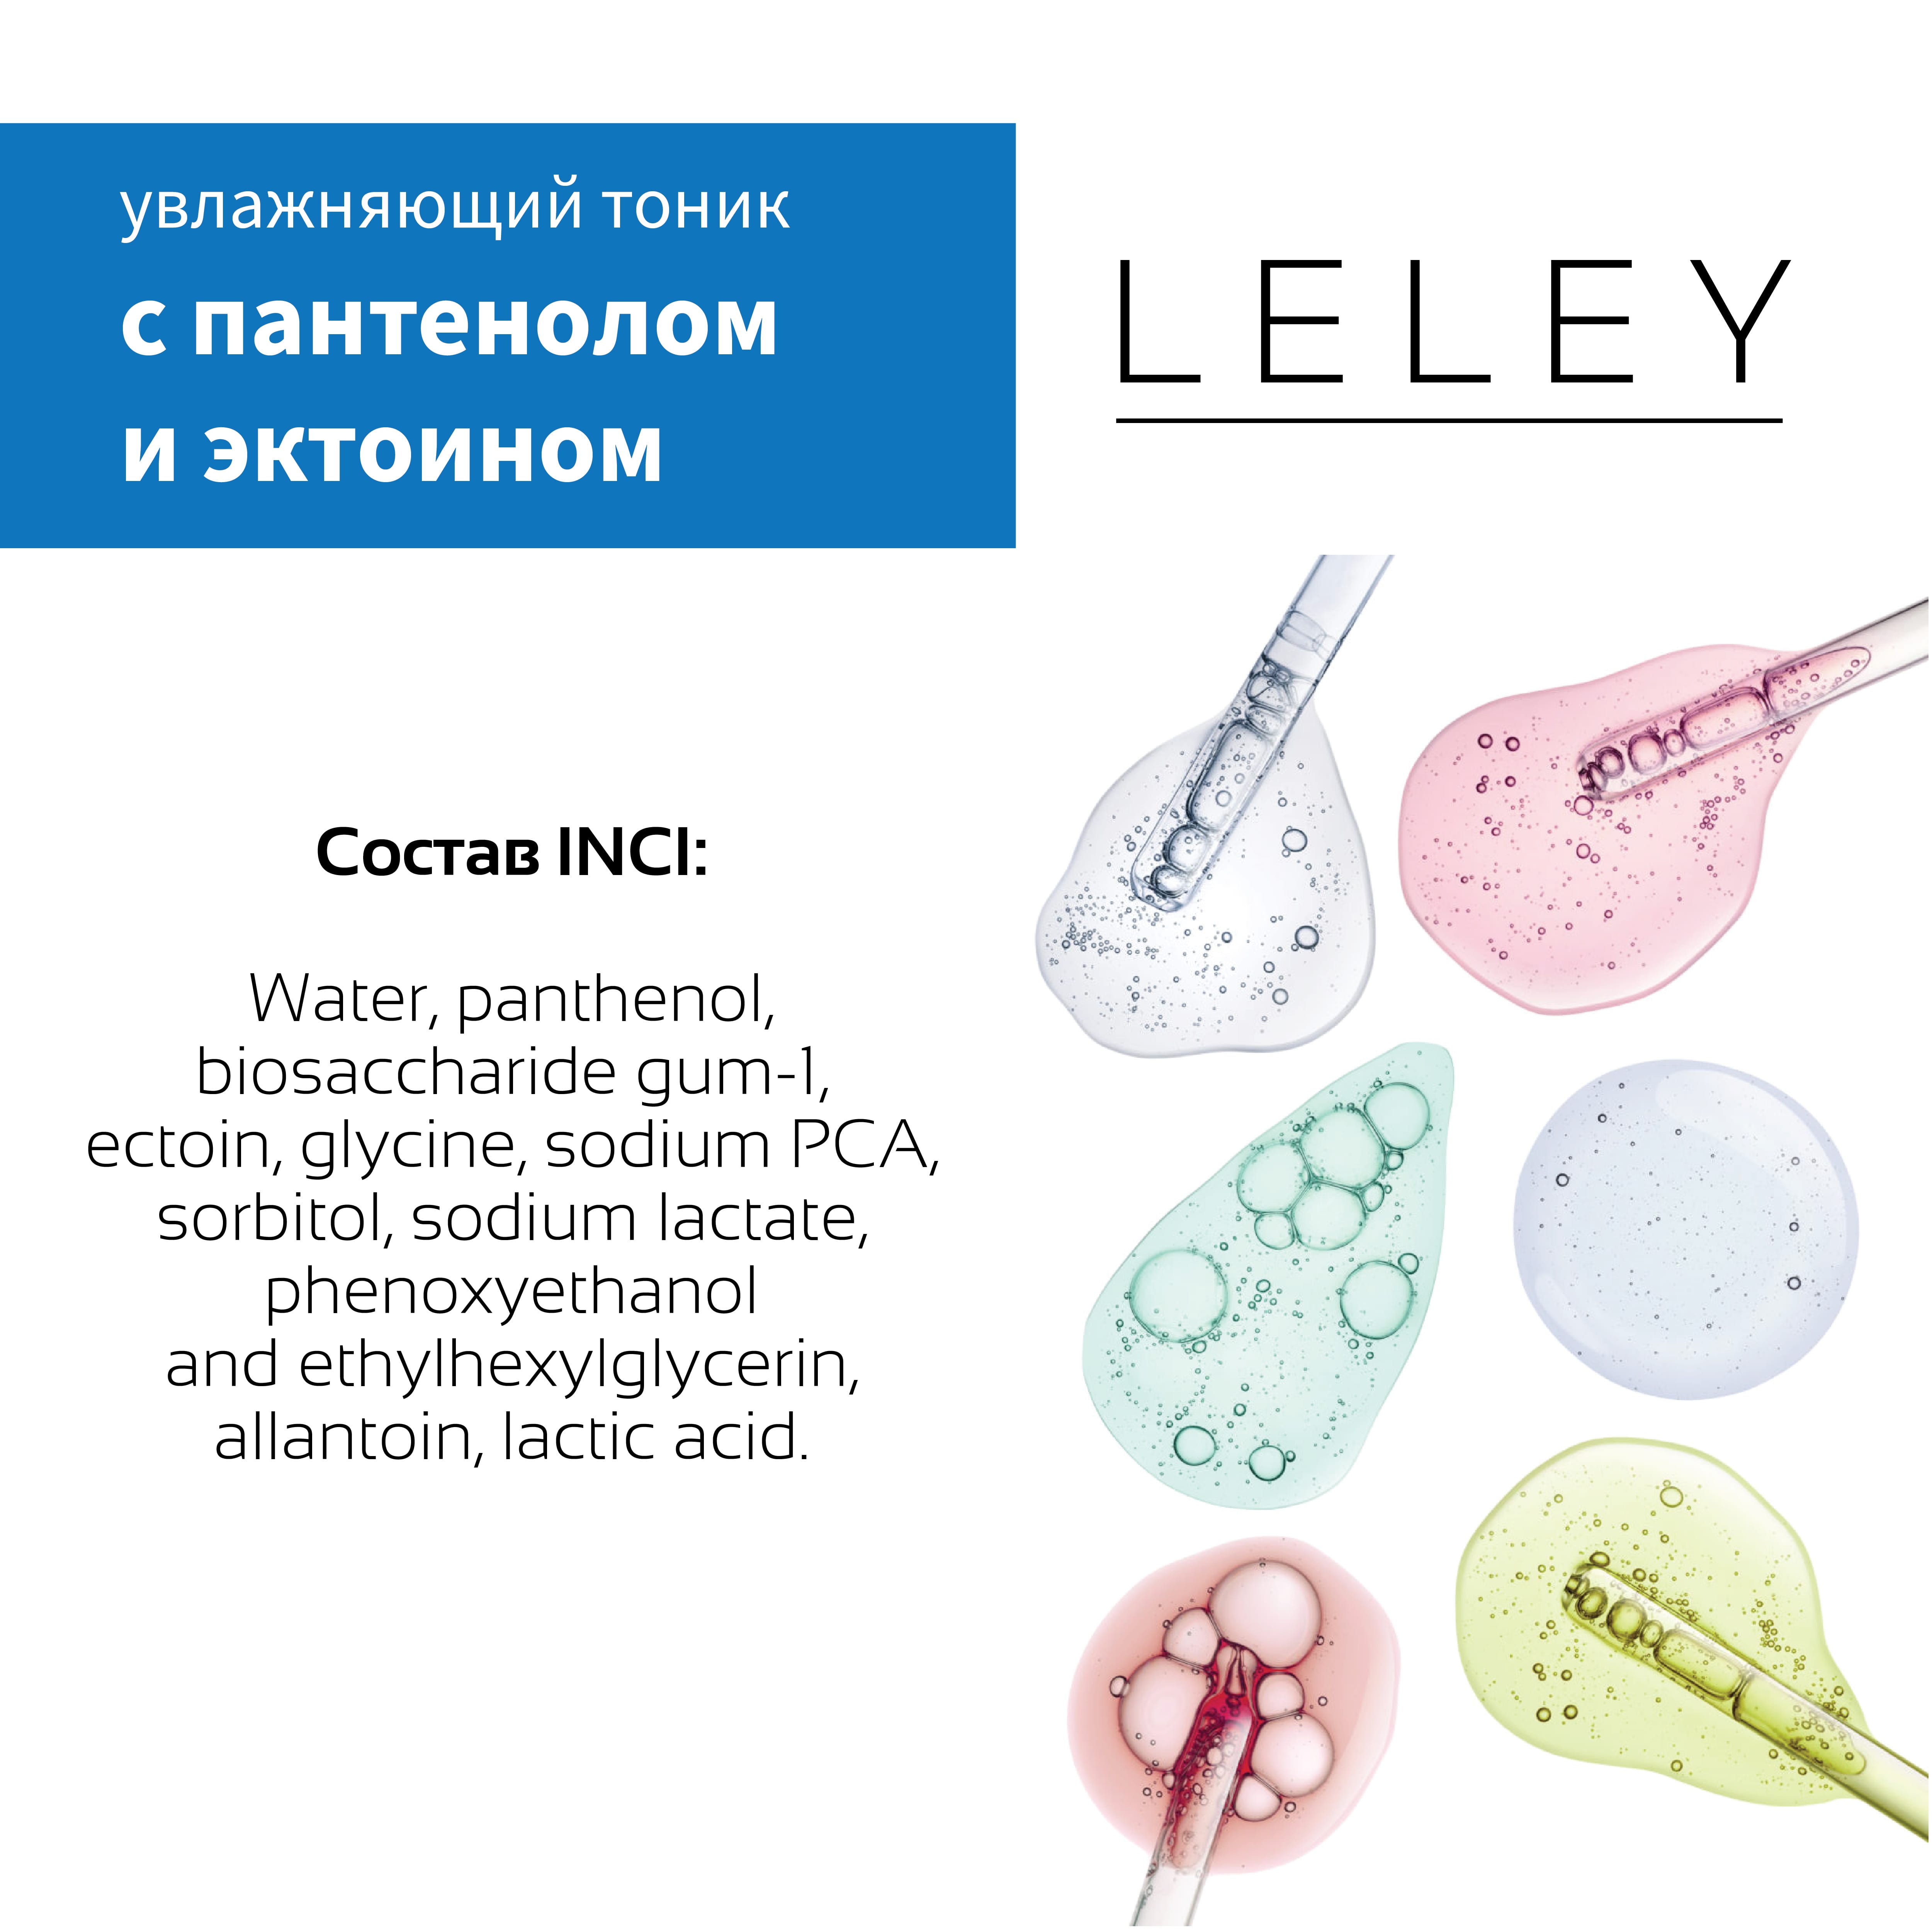 увлажняющий тоник
с пантенолом
и эктоином
LELEY
Состав INCI:
Water, panthenol,
biosaccharide gum-1,
ectoin, glycine, sodium PCA,
sorbitol, sodium lactate,
phenoxyethanol
and ethylhexylglycerin,
allantoin, lactic acid.